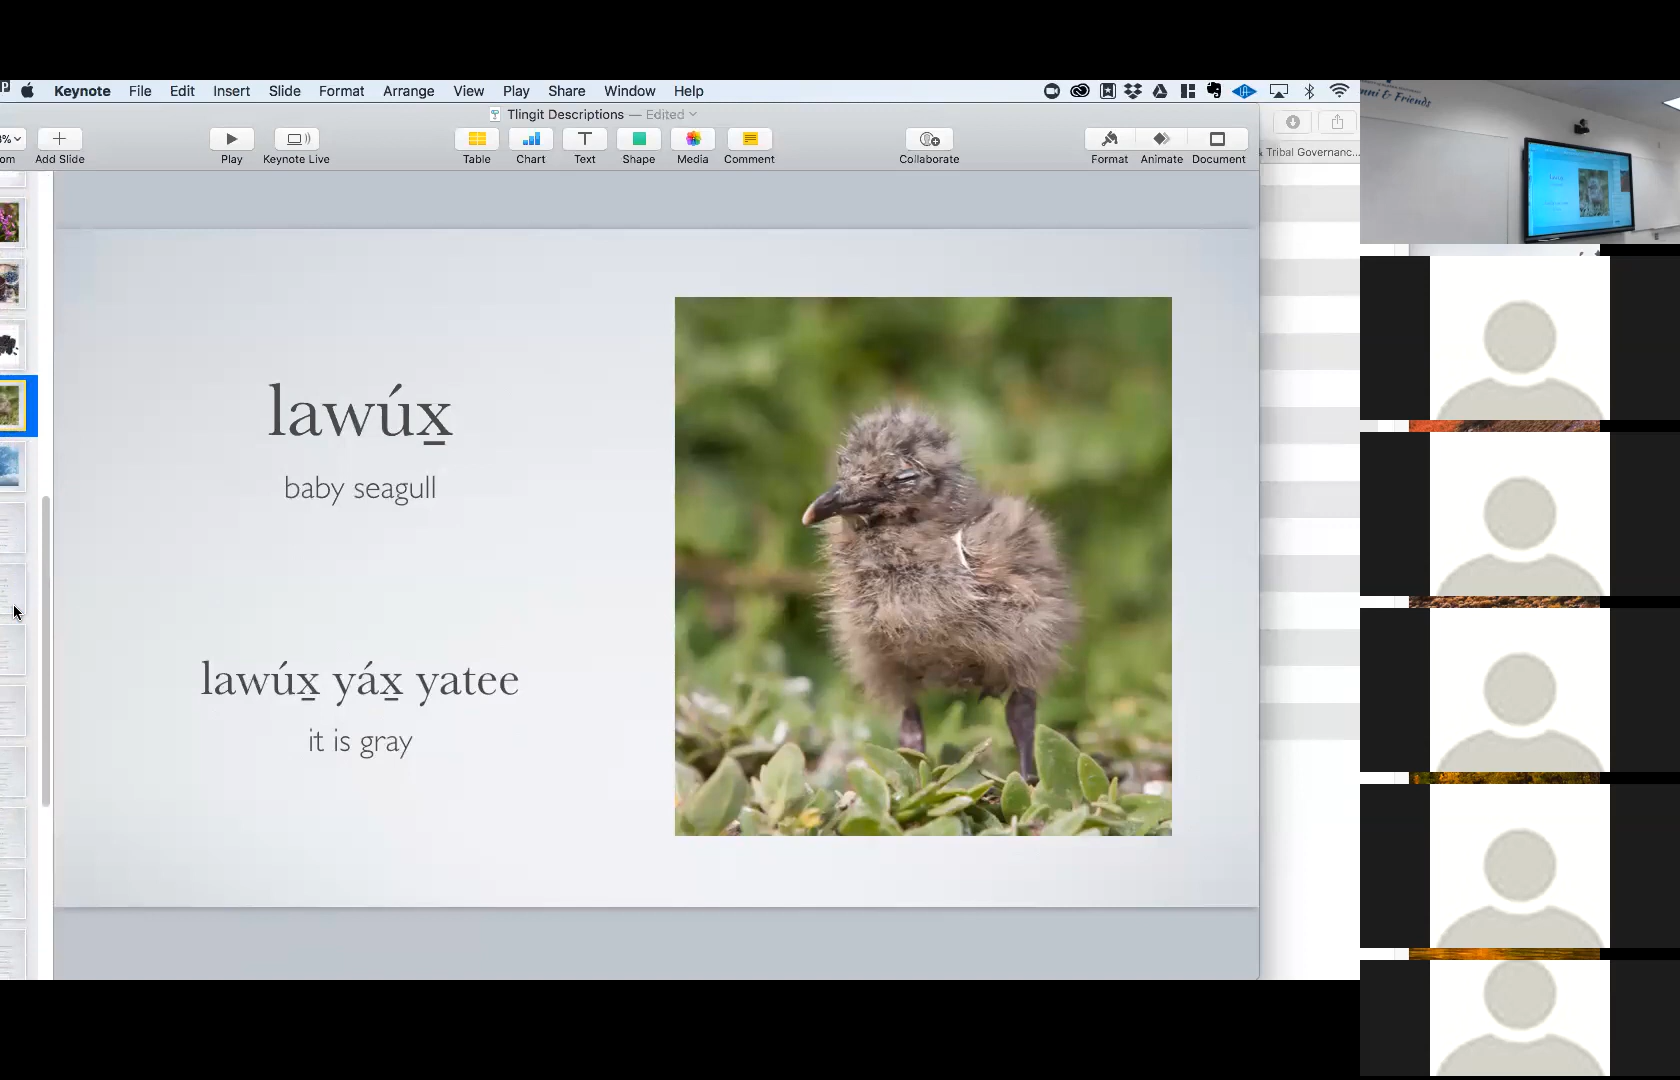 Keynote File Edit Insert Slide Format Arrange View Play Share Window Help
Tlingit Descriptions — Edited
Add Slide Play Keynote Live Table Chart Text Shape Media Comment Collaborate Format Animate Document
Tribal Governanc...
lawúx̱
baby seagull
lawúx̱ yáx̱ yatee
it is gray
& Friends